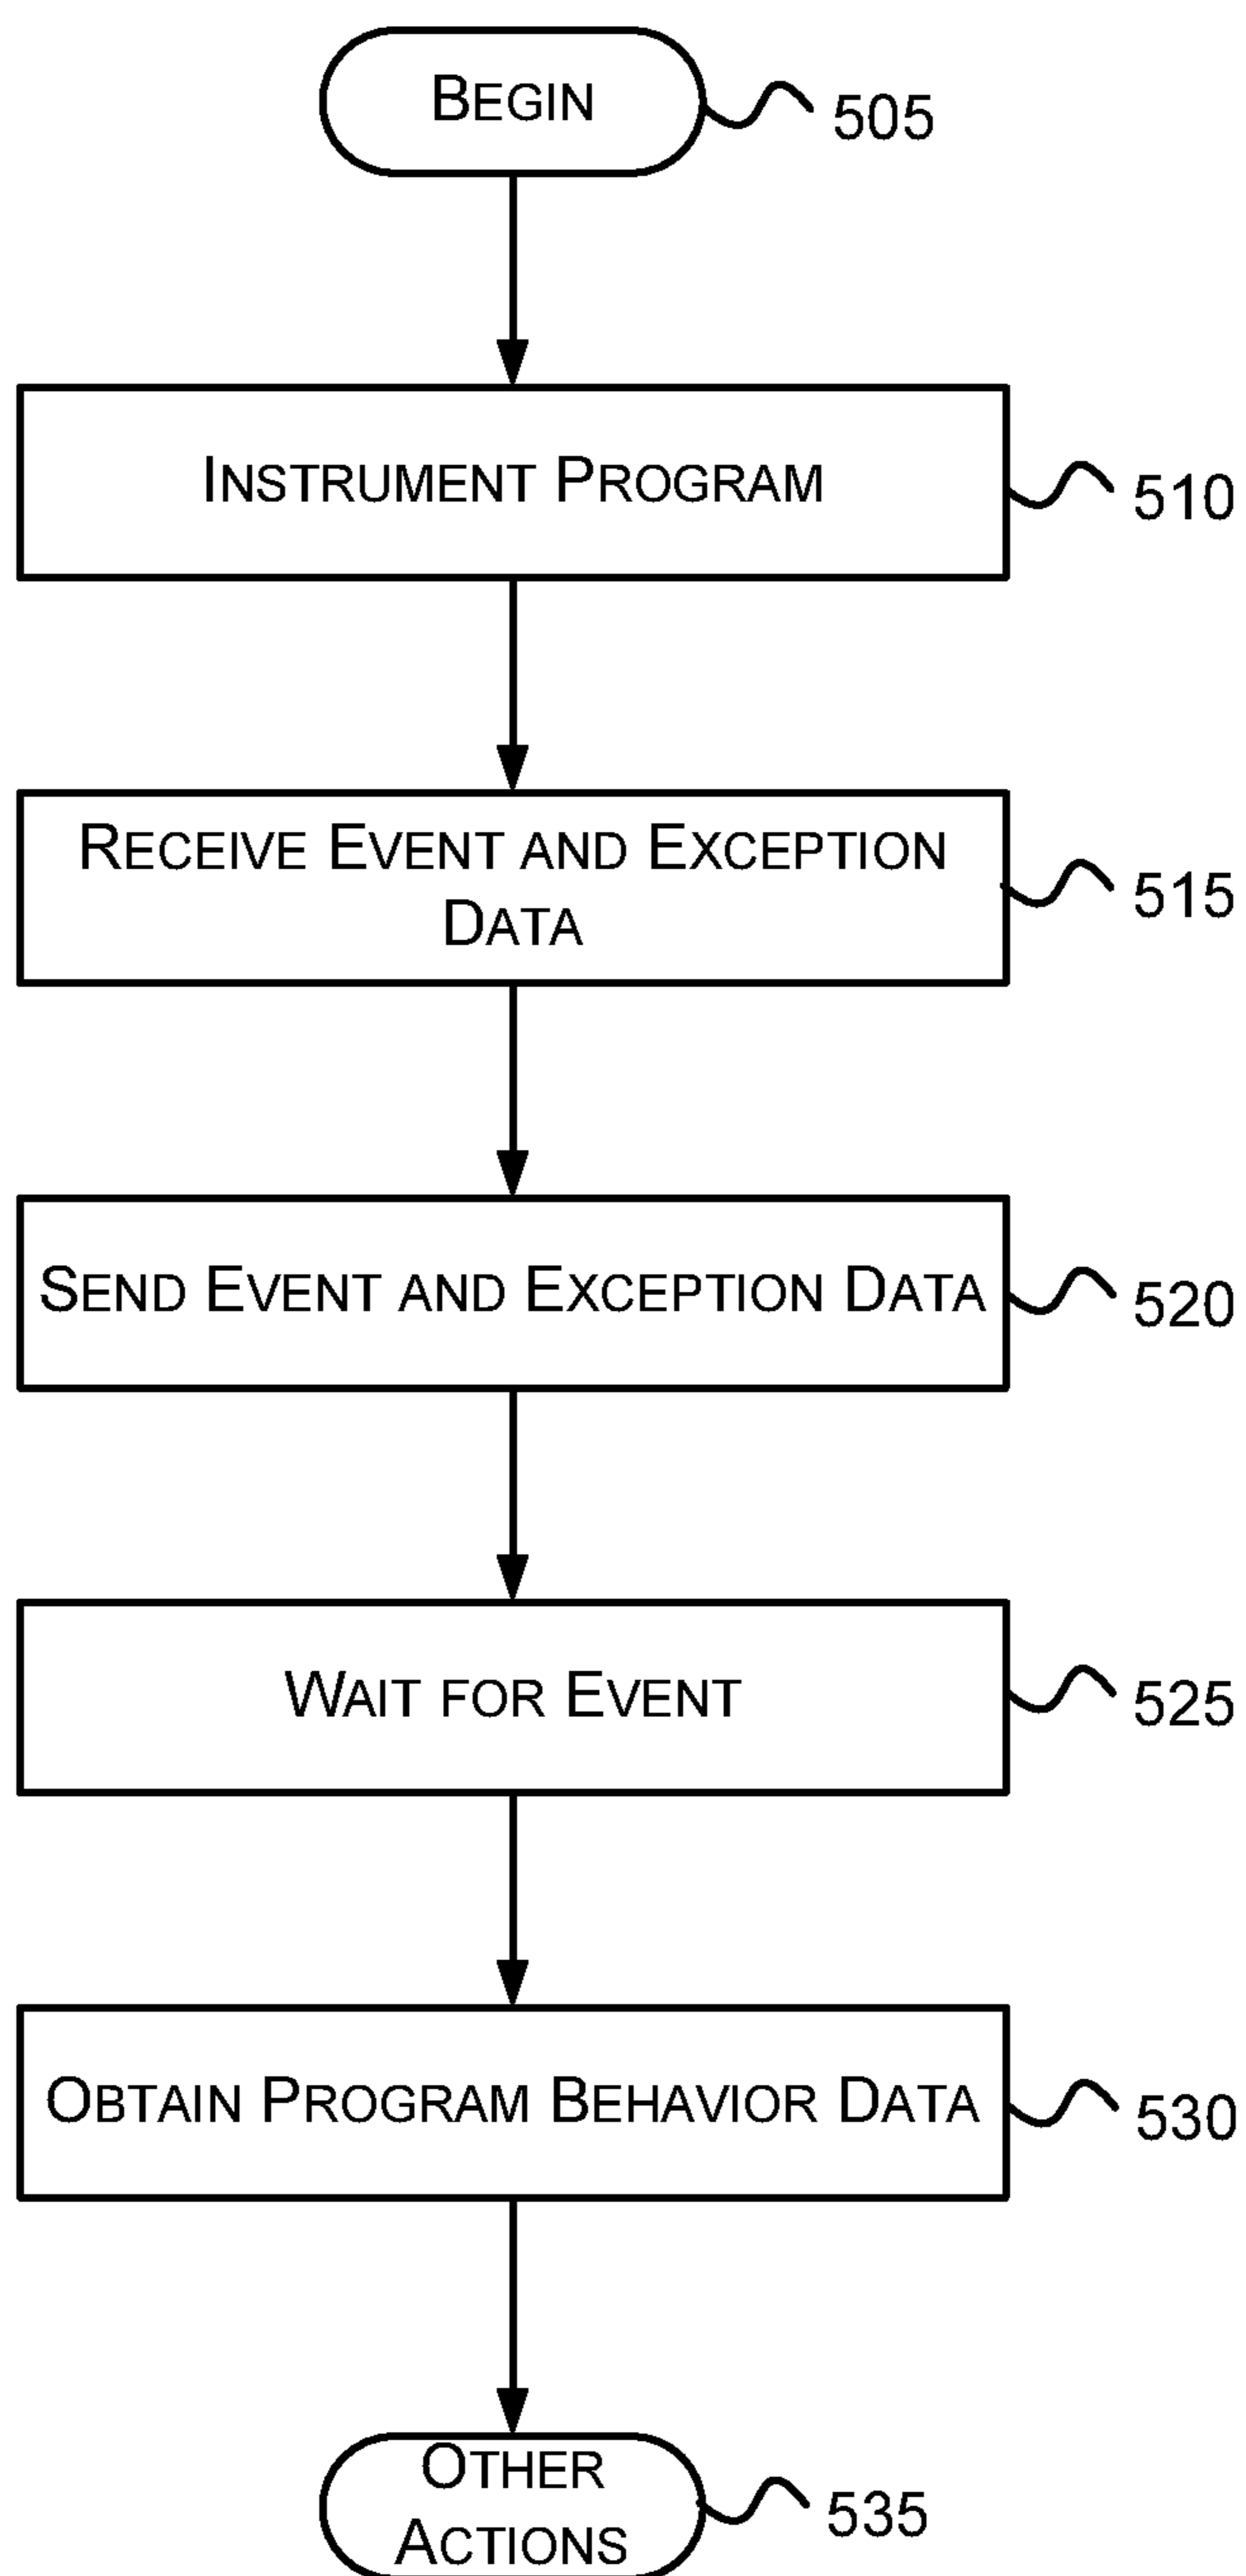 BEGIN
505
INSTRUMENT PROGRAM
510
RECEIVE EVENT AND EXCEPTION
DATA
515
SEND EVENT AND EXCEPTION DATA
520
WAIT FOR EVENT
525
OBTAIN PROGRAM BEHAVIOR DATA
530
OTHER
ACTIONS
535